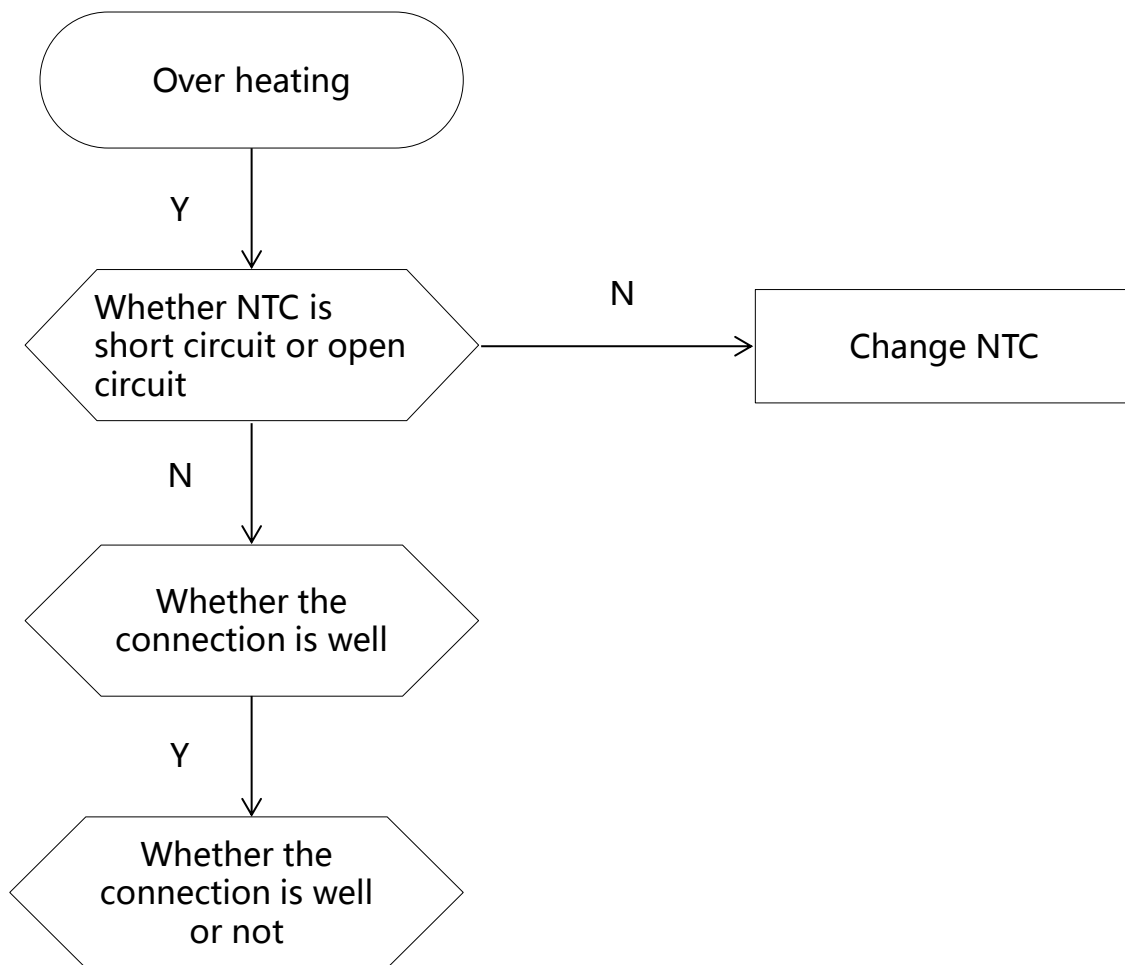 Over heating
Y
Whether NTC is
short circuit or open
circuit
N
Change NTC
N
Whether the
connection is well
Y
Whether the
connection is well
or not